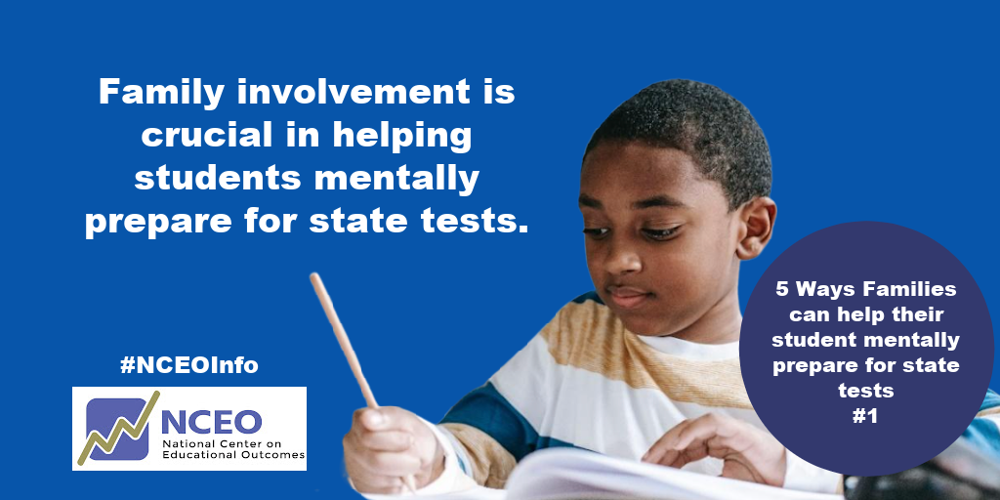 Family involvement is
crucial in helping
students mentally
prepare for state tests.
#NCEOInfo
NCEO
National Center on
Educational Outcomes
5 Ways Families
can help their
student mentally
prepare for state
tests
#1